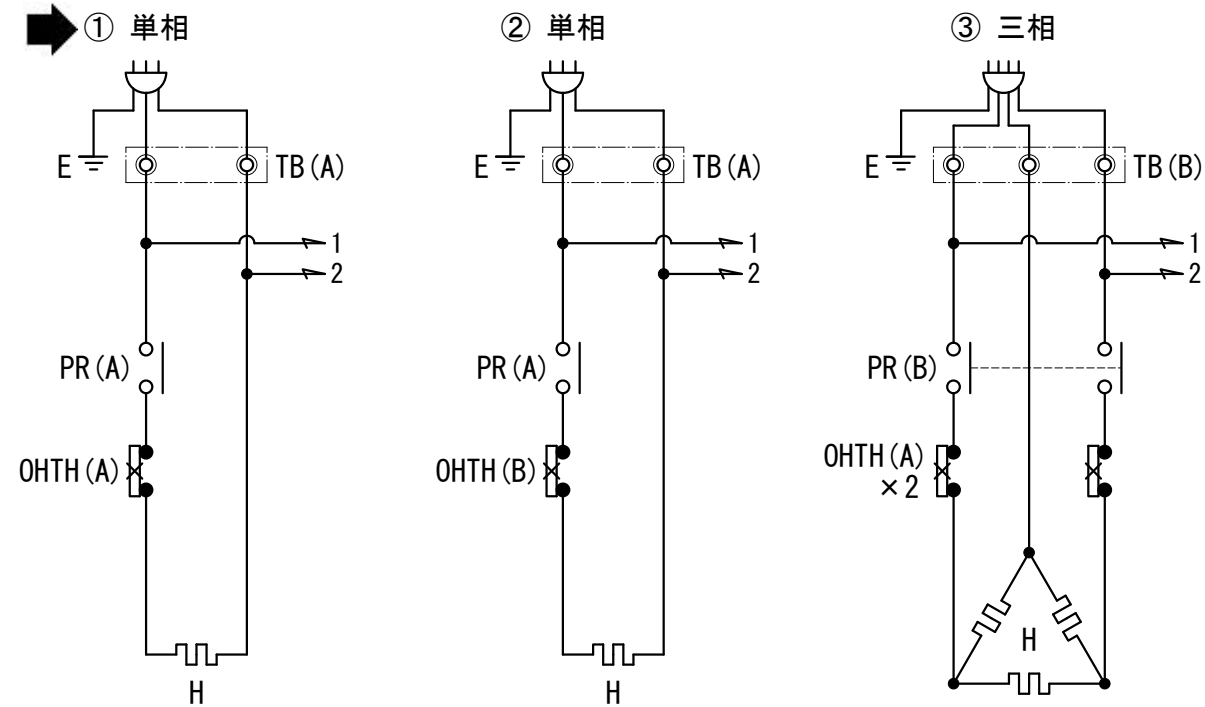 ① 単相
E
TB(A)
1
2
PR(A)
OHTH(A)
H
② 単相
E
TB(A)
1
2
PR(A)
OHTH(B)
H
③ 三相
E
TB(B)
1
2
PR(B)
OHTH(A)
×2
H